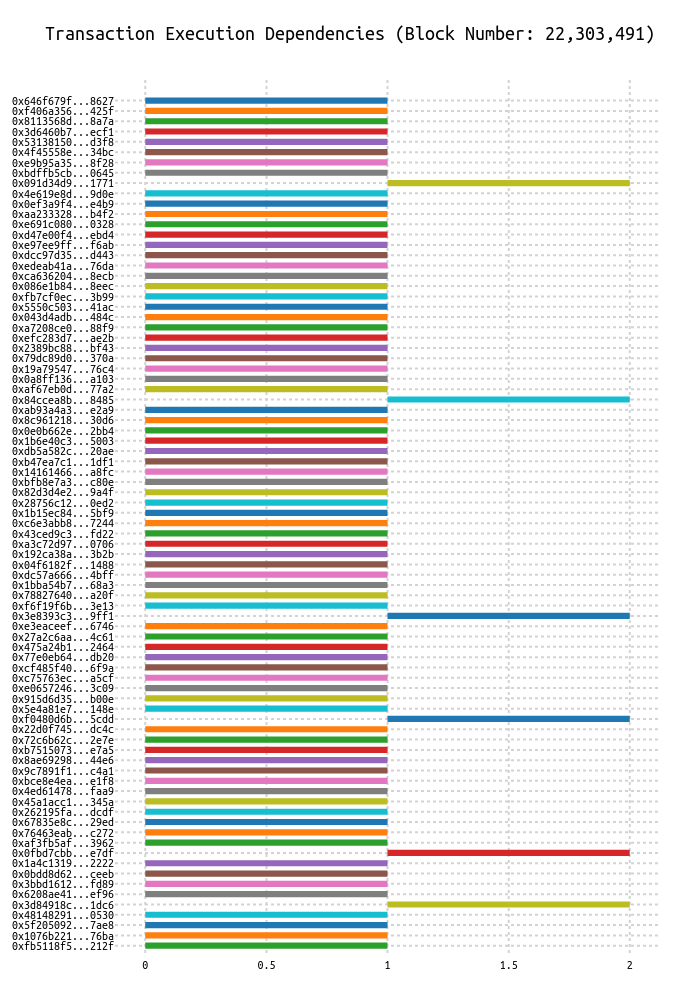 Transaction Execution Dependencies (Block Number: 22,303,491)
0x646f679f...8627
0xf406a356...425f
0x8113568d...8a7a
0x3d6460b7...ecf1
0x53138150...d3f8
0x4f45558e...34bc
0xe9b95a35...8f28
0xbdffb5cb...0645
0x091d34d9...1771
0x4e619e8d...9d0e
0x0ef3a9f4...e4b9
0xaa233328...b4f2
0xe691c080...0328
0xd47e00f4...ebd4
0xe97ee9ff...f6ab
0xdcc97d35...d443
0xedeab41a...76da
0xca636204...8ecb
0x086e1b84...8eec
0xfb7cf0ec...3b99
0x5550c503...41ac
0x043d4adb...484c
0xa7208ce0...88f9
0xefc283d7...ae2b
0x2389bc88...bf43
0x79dc89d0...370a
0x19a79547...76c4
0x0a8ff136...a103
0xaf67eb0d...77a2
0x84ccea8b...8485
0xab93a4a3...e2a9
0x8c961218...30d6
0x0e0b662e...2bb4
0x1b6e40c3...5003
0xdb5a582c...20ae
0xb47ea7c1...1df1
0x14161466...a8fc
0xbfb8e7a3...c80e
0x82d3d4e2...9a4f
0x28756c12...0ed2
0x1b15ec84...5bf9
0xc6e3abb8...7244
0x43ced9c3...fd22
0xa3c72d97...0706
0x192ca38a...3b2b
0x04f6182f...1488
0xdc57a666...4bff
0x1bba54b7...68a3
0x78827640...a20f
0xf6f19f6b...3e13
0x3e8393c3...9ff1
0xe3eaceef...6746
0x27a2c6aa...4c61
0x475a24b1...2464
0x77e0eb64...db20
0xcf485f40...6f9a
0xc75763ec...a5cf
0xe0657246...3c09
0x915d6d35...b00e
0x5e4a81e7...148e
0xf0480d6b...5cdd
0x22d0f745...dc4c
0x72c6b62c...2e7e
0xb7515073...e7a5
0x8ae69298...44e6
0x9c7891f1...c4a1
0xbce8e4ea...e1f8
0x4ed61478...faa9
0x45a1acc1...345a
0x262195fa...dcdf
0x67835e8c...29ed
0x76463eab...c272
0xaf3fb5af...3962
0x0fbd7cbb...e7df
0x1a4c1319...2222
0x0bdd8d62...ceeb
0x3bbd1612...fd89
0x6208ae41...ef96
0x3d84918c...1dc6
0x48148291...0530
0x5f205092...7ae8
0x1076b221...76ba
0xfb5118f5...212f
0 0.5 1 1.5 2